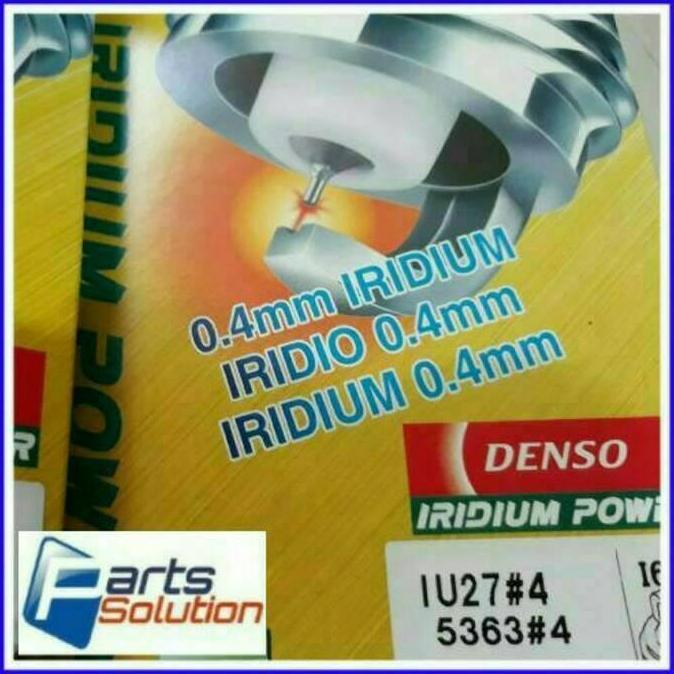 IRIDIUM POW
0.4mm IRIDIUM
IRIDIO 0.4mm
IRIDIUM 0.4mm
R
DENSO
IRIDIUM POW
IU27#4
5363#4
Parts
Solution